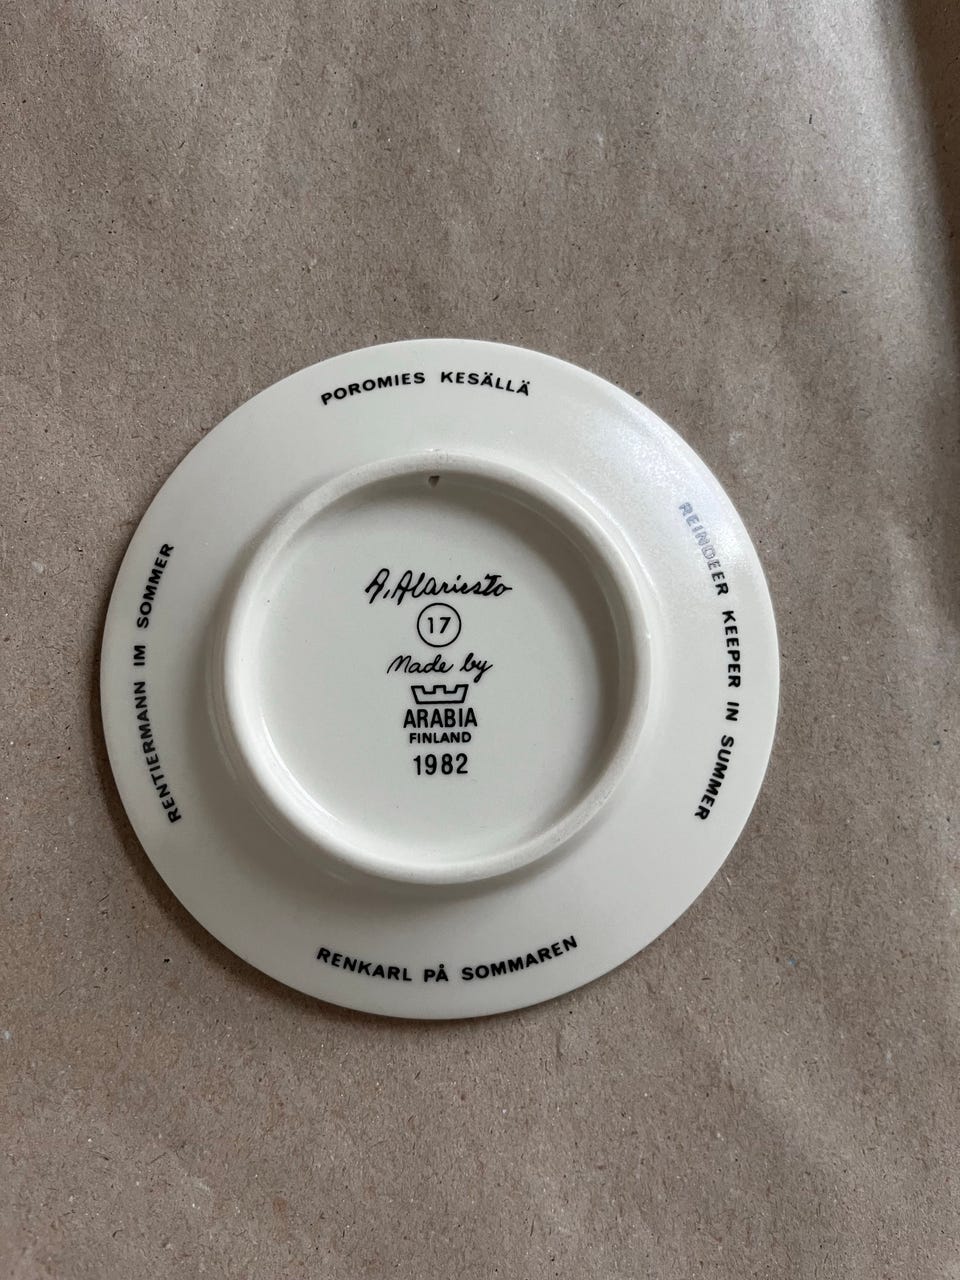 POROMIES KESÄLLÄ
REINDEER KEEPER IN SUMMER
RENKARL PÅ SOMMAREN
RENTIERMANN IM SOMMER
A. Alariesto
17
Made by
ARABIA
FINLAND
1982